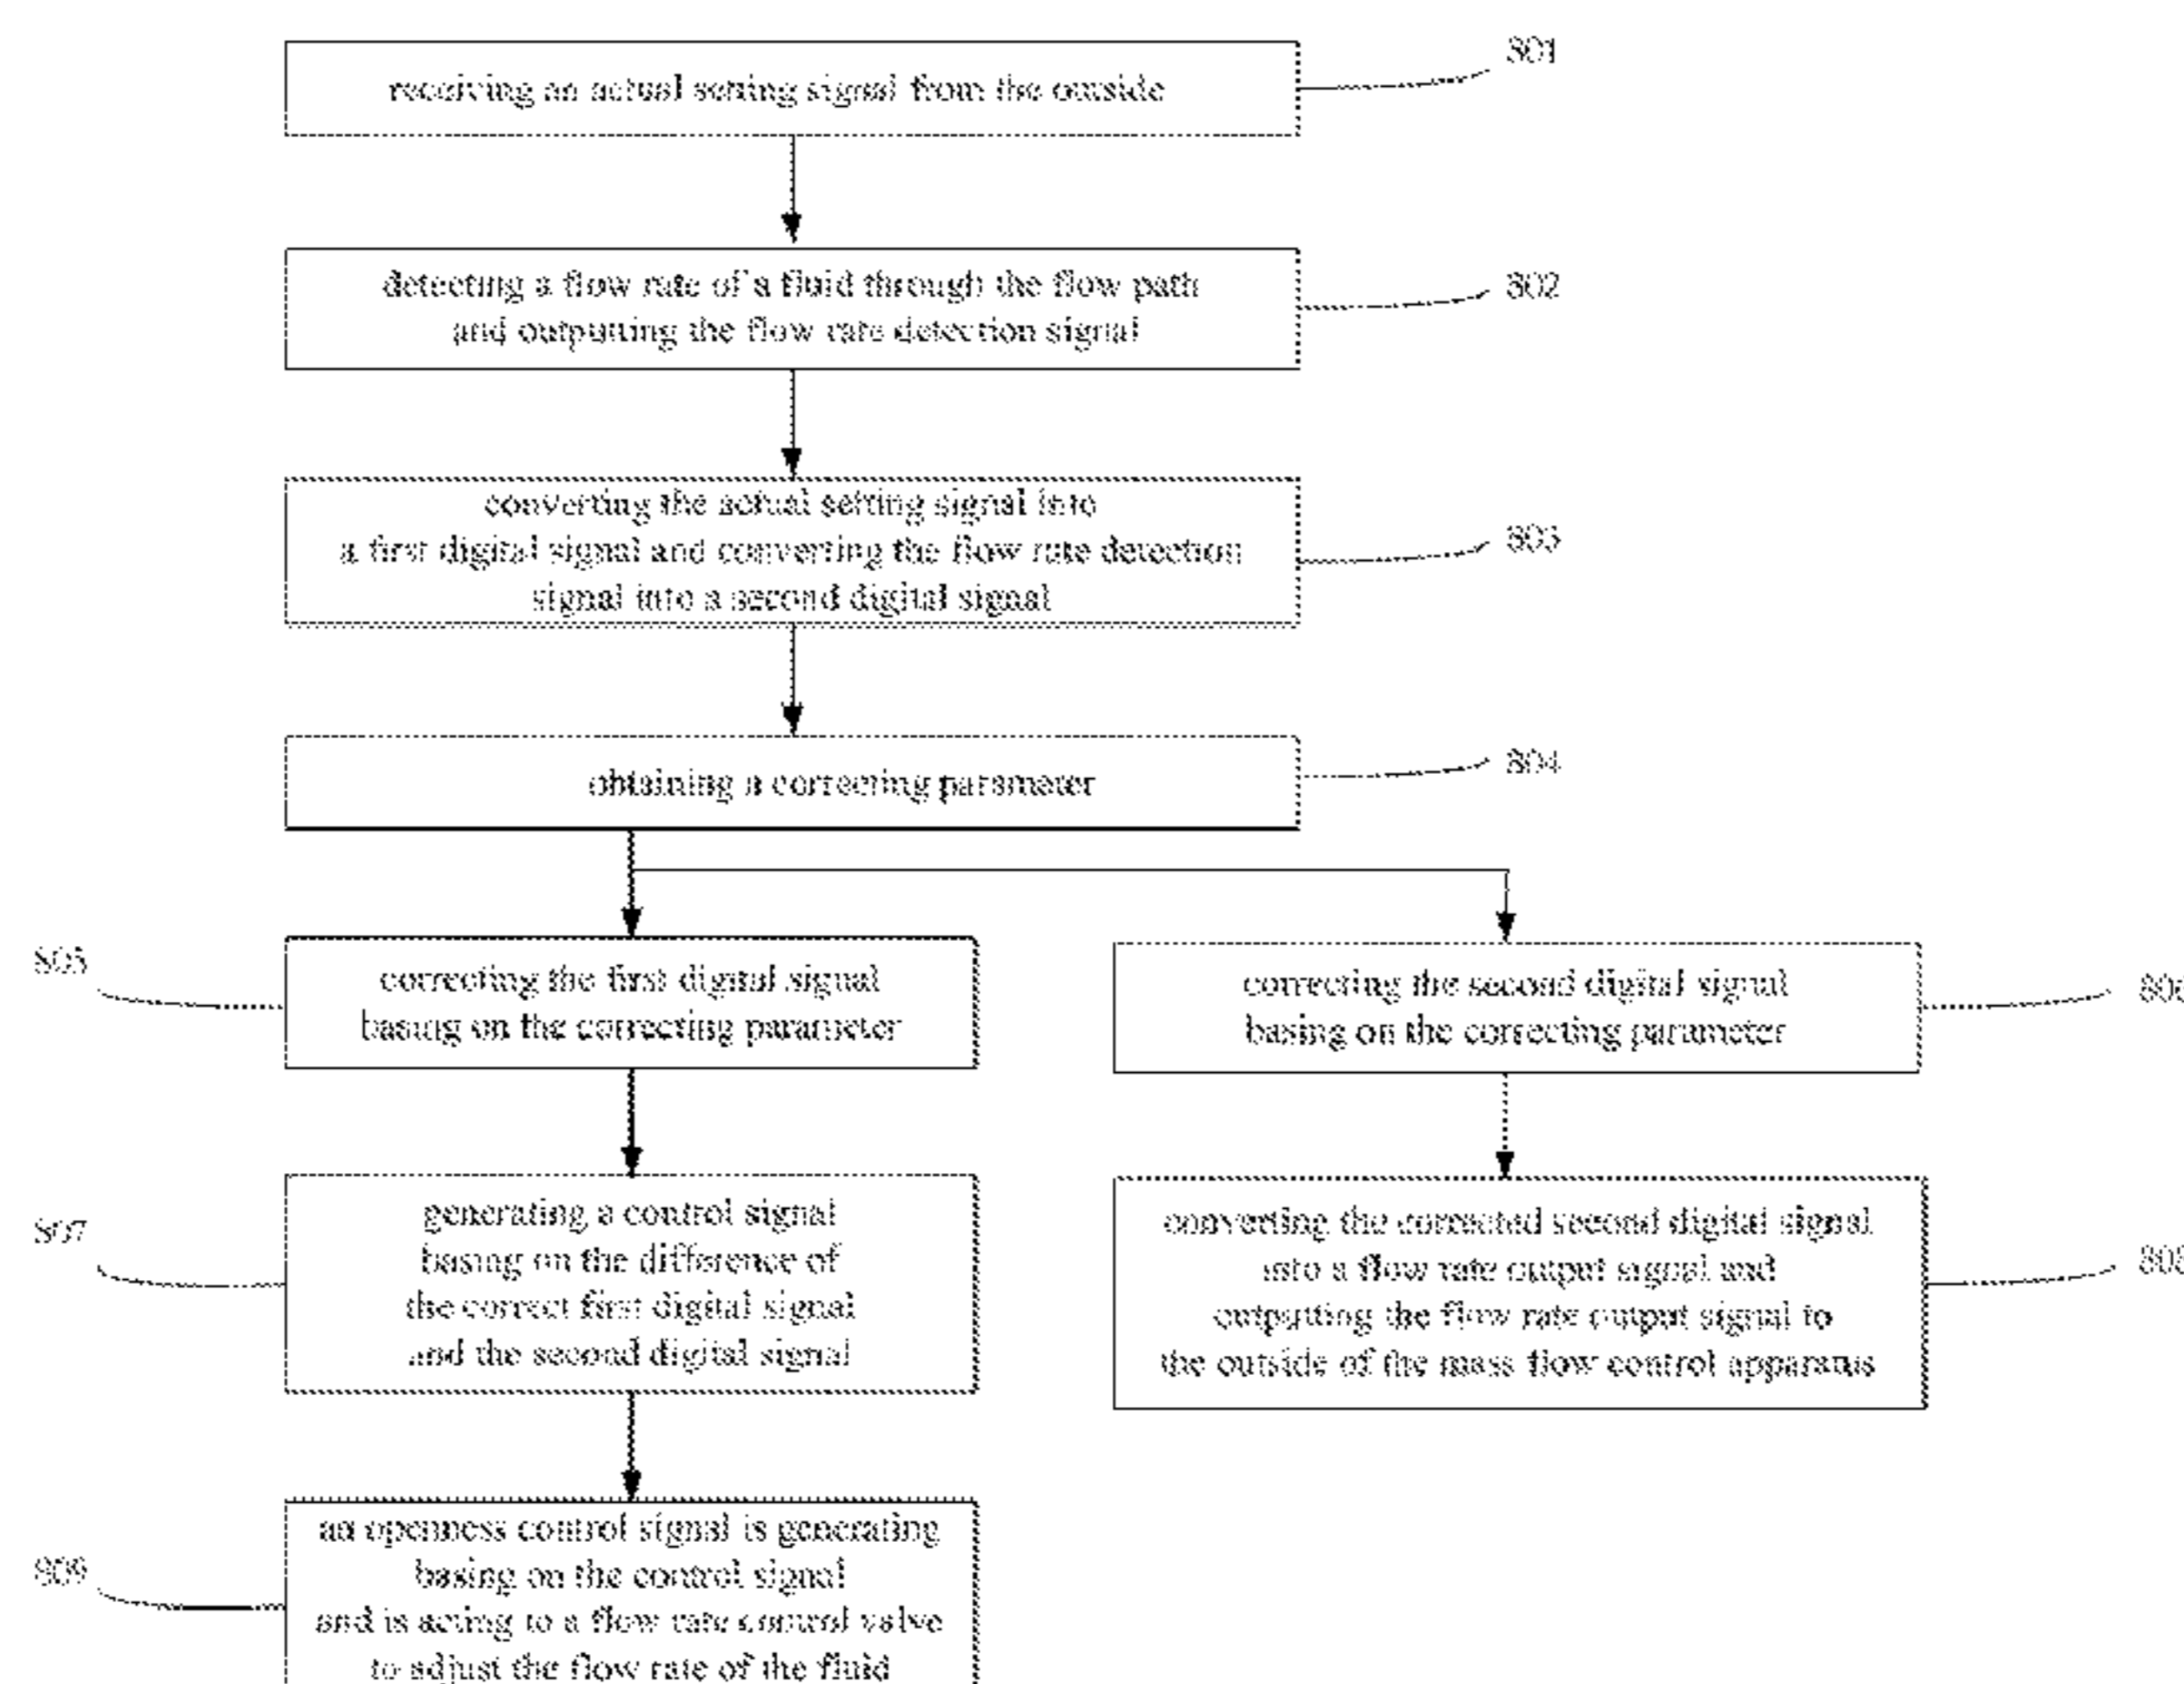 receiving an actual setting signal from the outside
801
detecting a flow rate of a fluid through the flow path
and outputting the flow rate detection signal
802
converting the actual setting signal into
a first digital signal and converting the flow rate detection
signal into a second digital signal
803
obtaining a correcting parameter
804
805
correcting the first digital signal
basing on the correcting parameter
correcting the second digital signal
basing on the correcting parameter
807
generating a control signal
basing on the difference of
the correct first digital signal
and the second digital signal
converting the corrected second digital signal
into a flow rate output signal and
outputting the flow rate output signal to
the outside of the mass flow control apparatus
809
an openness control signal is generating
basing on the control signal
and is acting to a flow rate control valve
to adjust the flow rate of the fluid